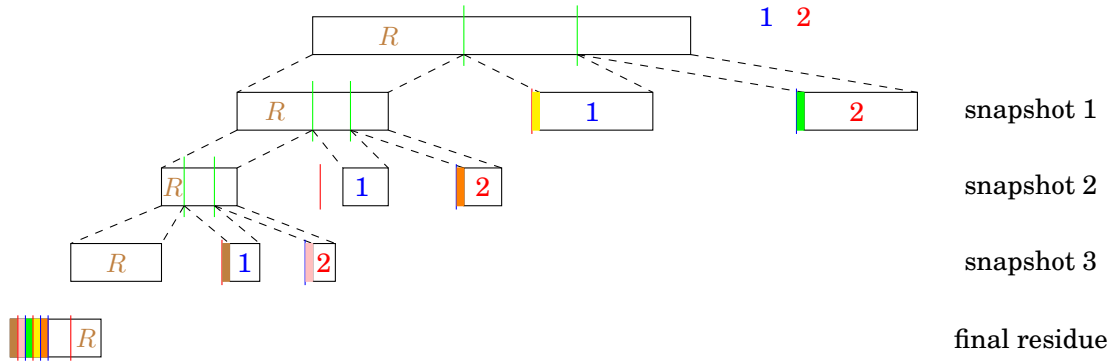 R 1 2
R 1 2 snapshot 1
R 1 2 snapshot 2
R 1 2 snapshot 3
R final residue